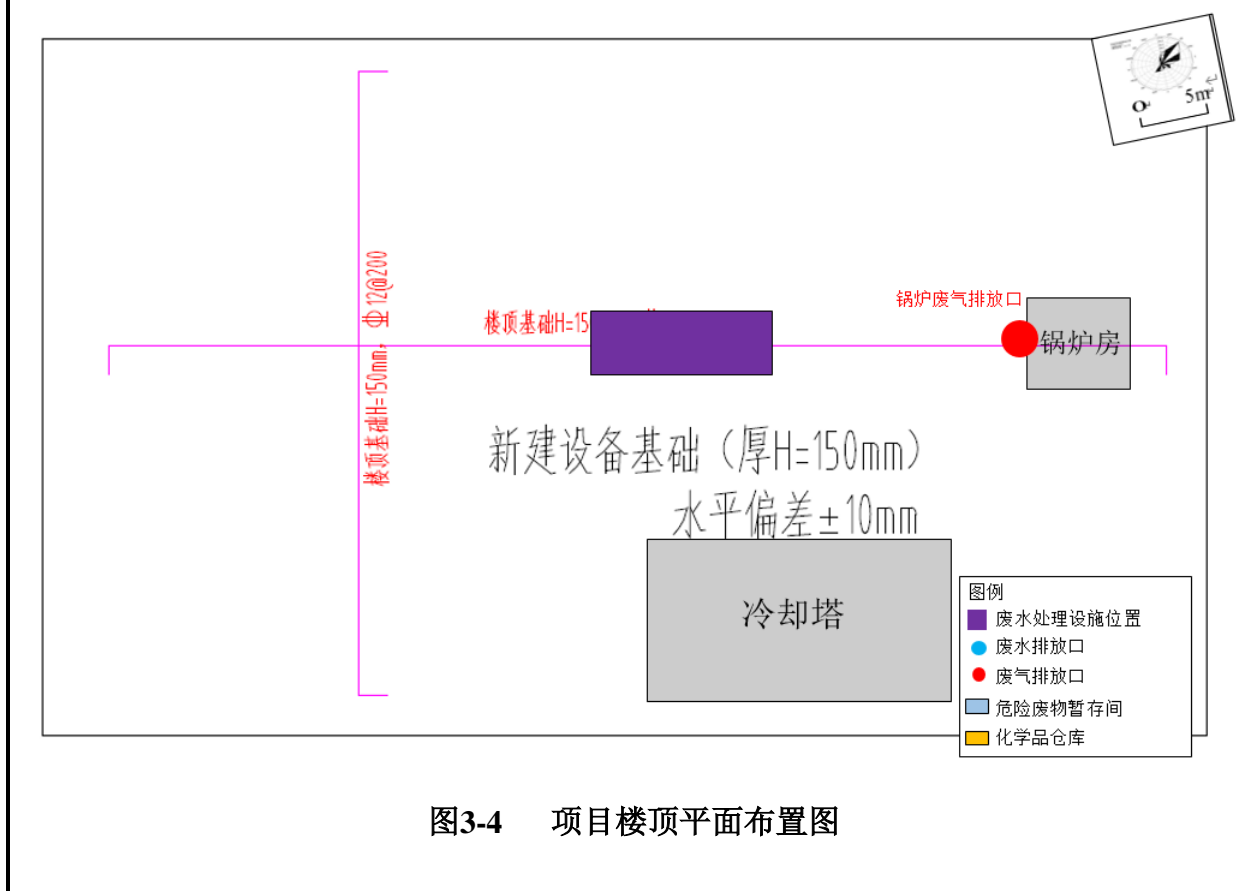 5m
锅炉废气排放口
锅炉房
楼顶基础H=15
楼顶基础H=150mm，Φ12@200
新建设备基础（厚H=150mm）
水平偏差±10mm
冷却塔
图例
废水处理设施位置
废水排放口
废气排放口
危险废物暂存间
化学品仓库
图3-4 项目楼顶平面布置图